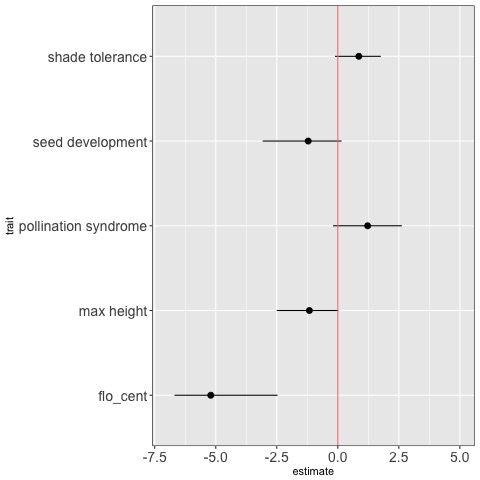 shade tolerance
seed development
trait
pollination syndrome
max height
flo_cent
-7.5 -5.0 -2.5 0.0 2.5 5.0
estimate